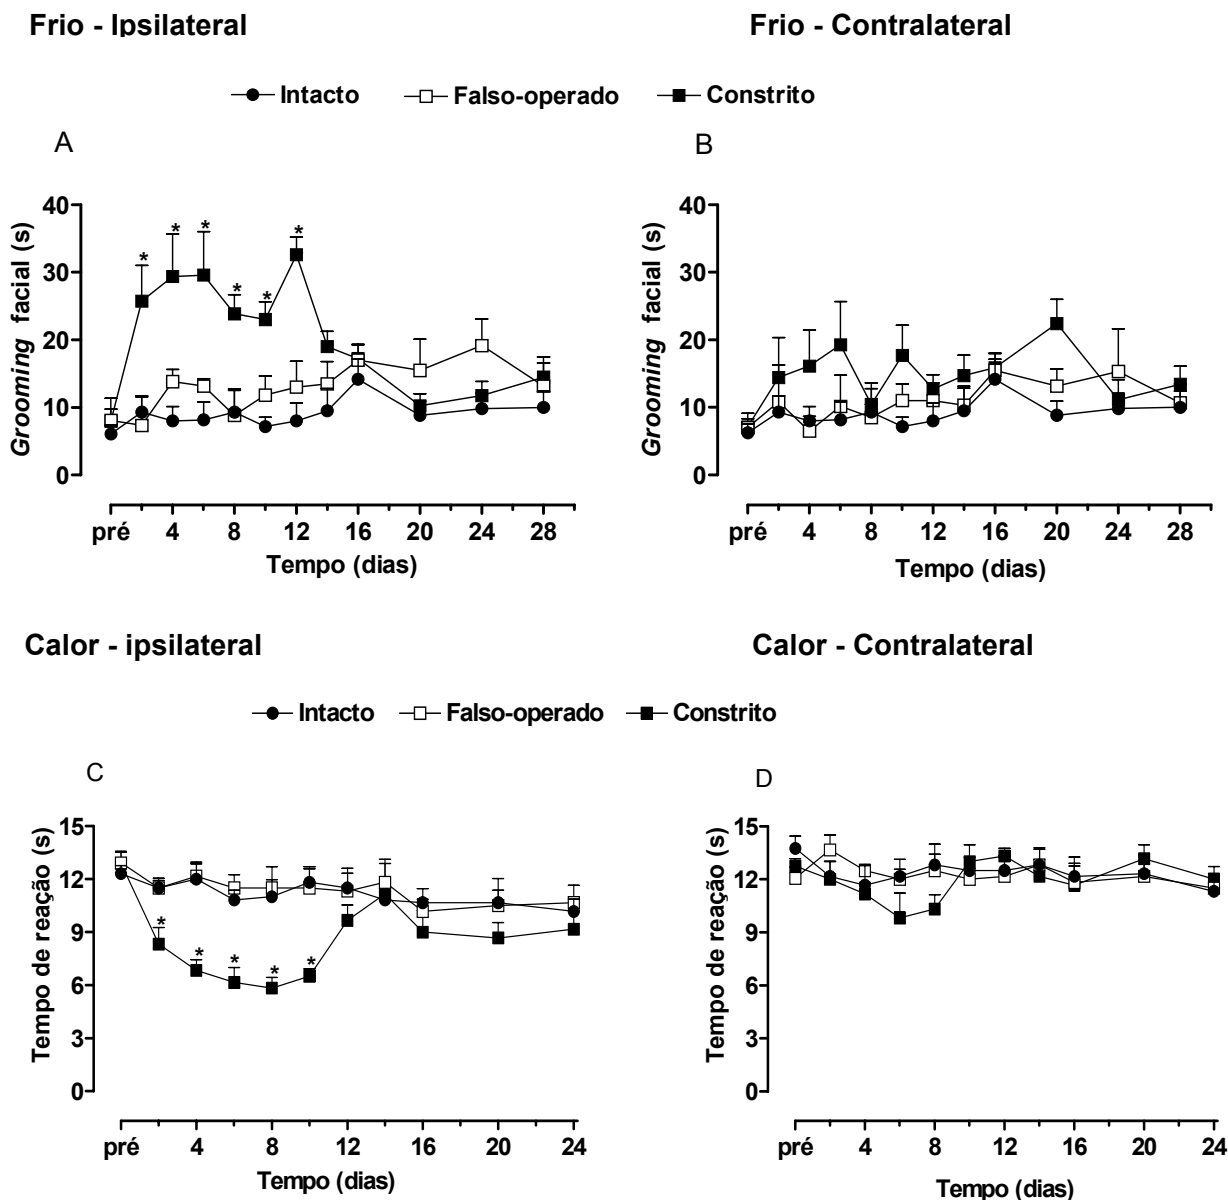 Frio - Ipsilateral
Frio - Contralateral
Intacto Falso-operado Constrito
A
B
Grooming facial (s)
40
30
20
10
0
* * * * * *
pré 4 8 12 16 20 24 28
Tempo (dias)
Grooming facial (s)
40
30
20
10
0
pré 4 8 12 16 20 24 28
Tempo (dias)
Calor - ipsilateral
Calor - Contralateral
Intacto Falso-operado Constrito
C
D
Tempo de reação (s)
15
12
9
6
3
0
* * * * *
pré 4 8 12 16 20 24
Tempo (dias)
Tempo de reação (s)
15
12
9
6
3
0
pré 4 8 12 16 20 24
Tempo (dias)